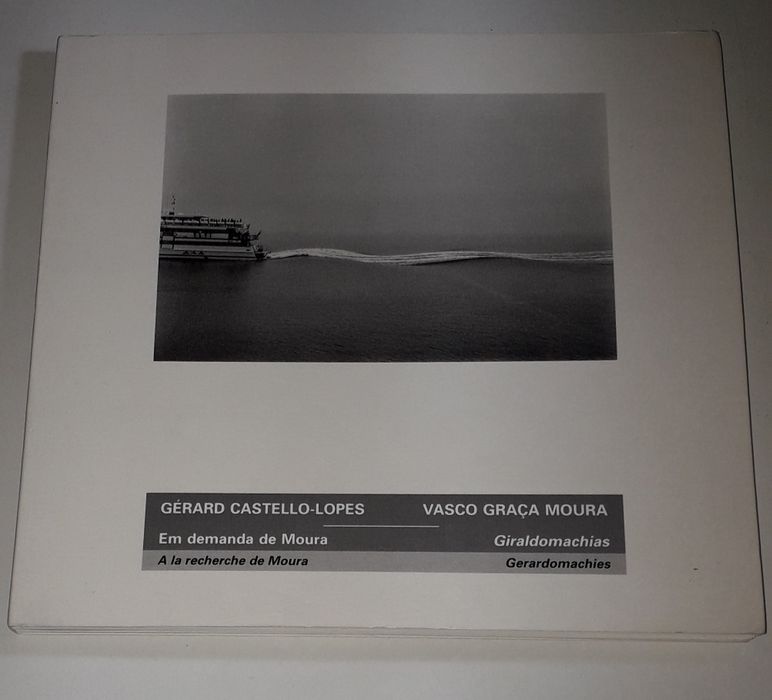 GÉRARD CASTELLO-LOPES VASCO GRAÇA MOURA
Em demanda de Moura Giraldomachias
A la recherche de Moura Gerardomachies